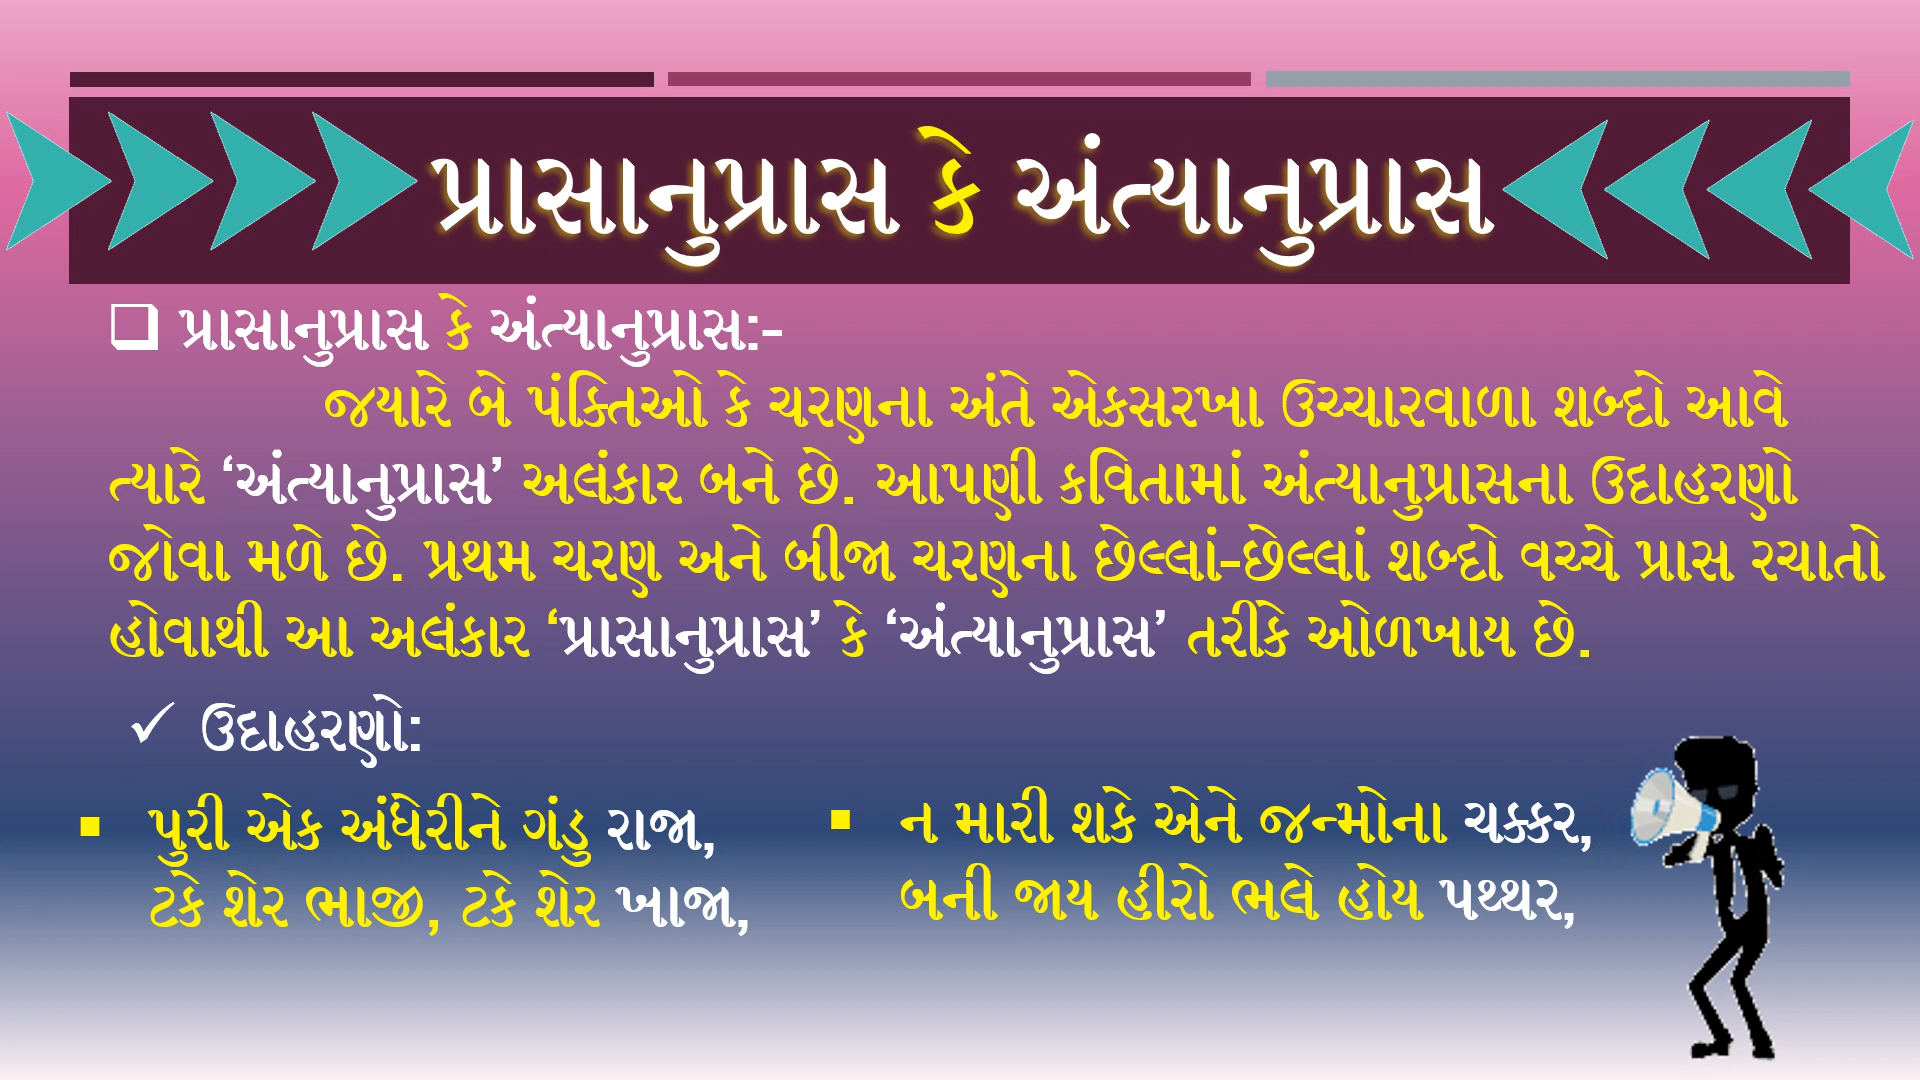 પ્રાસાનુપ્રાસ કે અંત્યાનુપ્રાસ
પ્રાસાનુપ્રાસ કે અંત્યાનુપ્રાસ:-
જયારે બે પંક્તિઓ કે ચરણના અંતે એકસરખા ઉચ્ચારવાળા શબ્દો આવે
ત્યારે ‘અંત્યાનુપ્રાસ’ અલંકાર બને છે. આપણી કવિતામાં અંત્યાનુપ્રાસના ઉદાહરણો
જોવા મળે છે. પ્રથમ ચરણ અને બીજા ચરણના છેલ્લાં-છેલ્લાં શબ્દો વચ્ચે પ્રાસ રચાતો
હોવાથી આ અલંકાર ‘પ્રાસાનુપ્રાસ’ કે ‘અંત્યાનુપ્રાસ’ તરીકે ઓળખાય છે.
ઉદાહરણો:
પુરી એક અંધેરીને ગંડુ રાજા,
ટકે શેર ભાજી, ટકે શેર ખાજા,
ન મારી શકે એને જન્મોના ચક્કર,
બની જાય હીરો ભલે હોય પથ્થર,